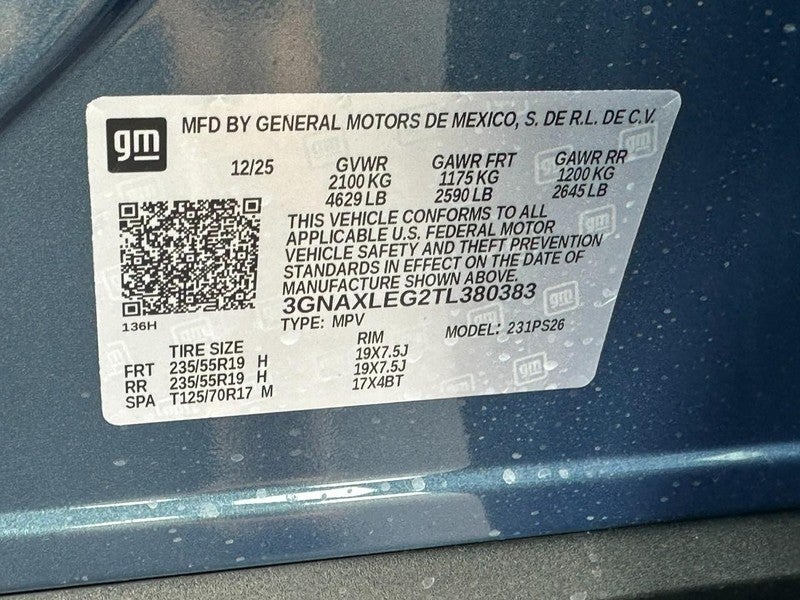 gm MFD BY GENERAL MOTORS DE MEXICO, S. DE R.L. DE C.V.
12/25 GVWR GAWR FRT GAWR RR
2100 KG 1175 KG 1200 KG
4629 LB 2590 LB 2645 LB
THIS VEHICLE CONFORMS TO ALL
APPLICABLE U.S. FEDERAL MOTOR
VEHICLE SAFETY AND THEFT PREVENTION
STANDARDS IN EFFECT ON THE DATE OF
MANUFACTURE SHOWN ABOVE.
3GNAXLEG2TL380383
136H
TYPE: MPV MODEL: 231PS26
TIRE SIZE RIM
FRT 235/55R19 H 19X7.5J
RR 235/55R19 H 19X7.5J
SPA T125/70R17 M 17X4BT